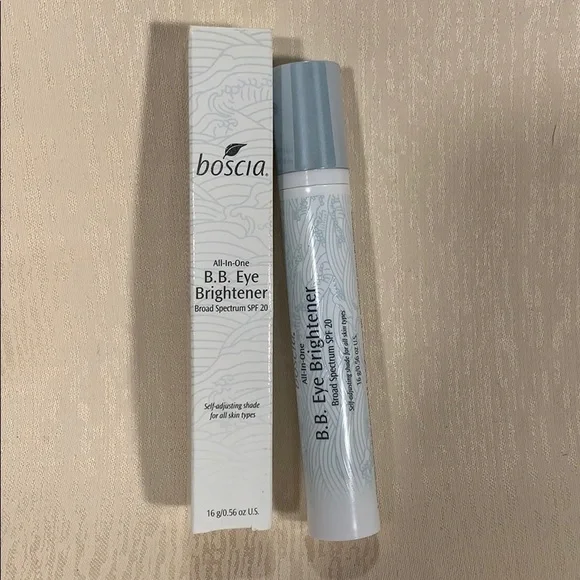 boscia®
All-In-One
B.B. Eye
Brightener
Broad Spectrum SPF 20
Self-adjusting shade
for all skin types
16 g/0.56 oz U.S.
boscia
All-In-One
B.B. Eye Brightener
Broad Spectrum SPF 20
Self-adjusting shade for all skin types
16 g/0.56 oz U.S.